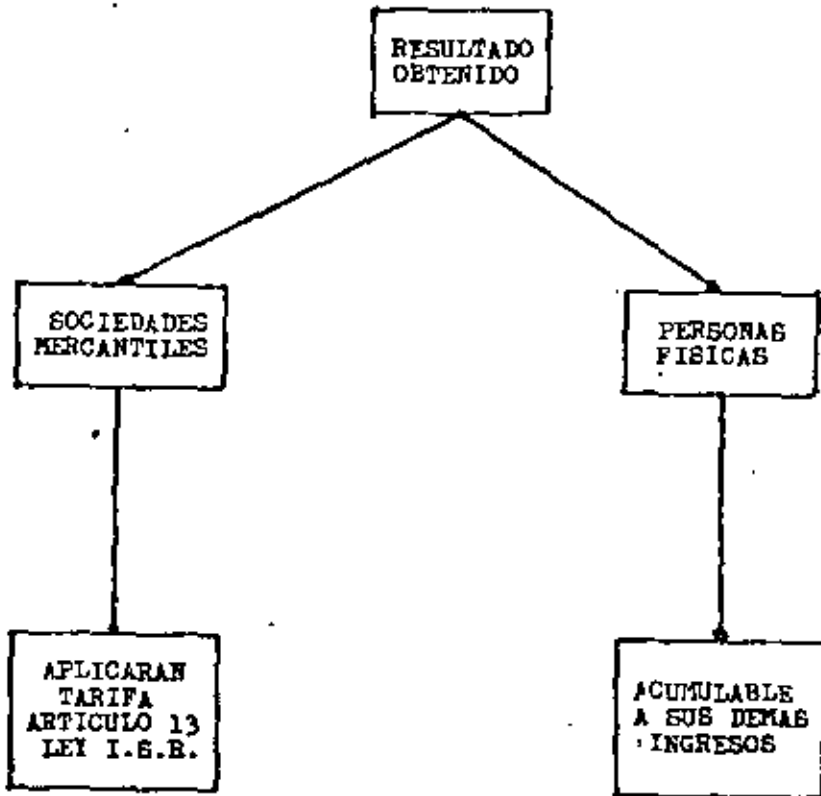 RESULTADO
OBTENIDO
SOCIEDADES
MERCANTILES
PERSONAS
FISICAS
APLICARAN
TARIFA
ARTICULO 13
LEY I.S.R.
ACUMULABLE
A SUS DEMAS
INGRESOS